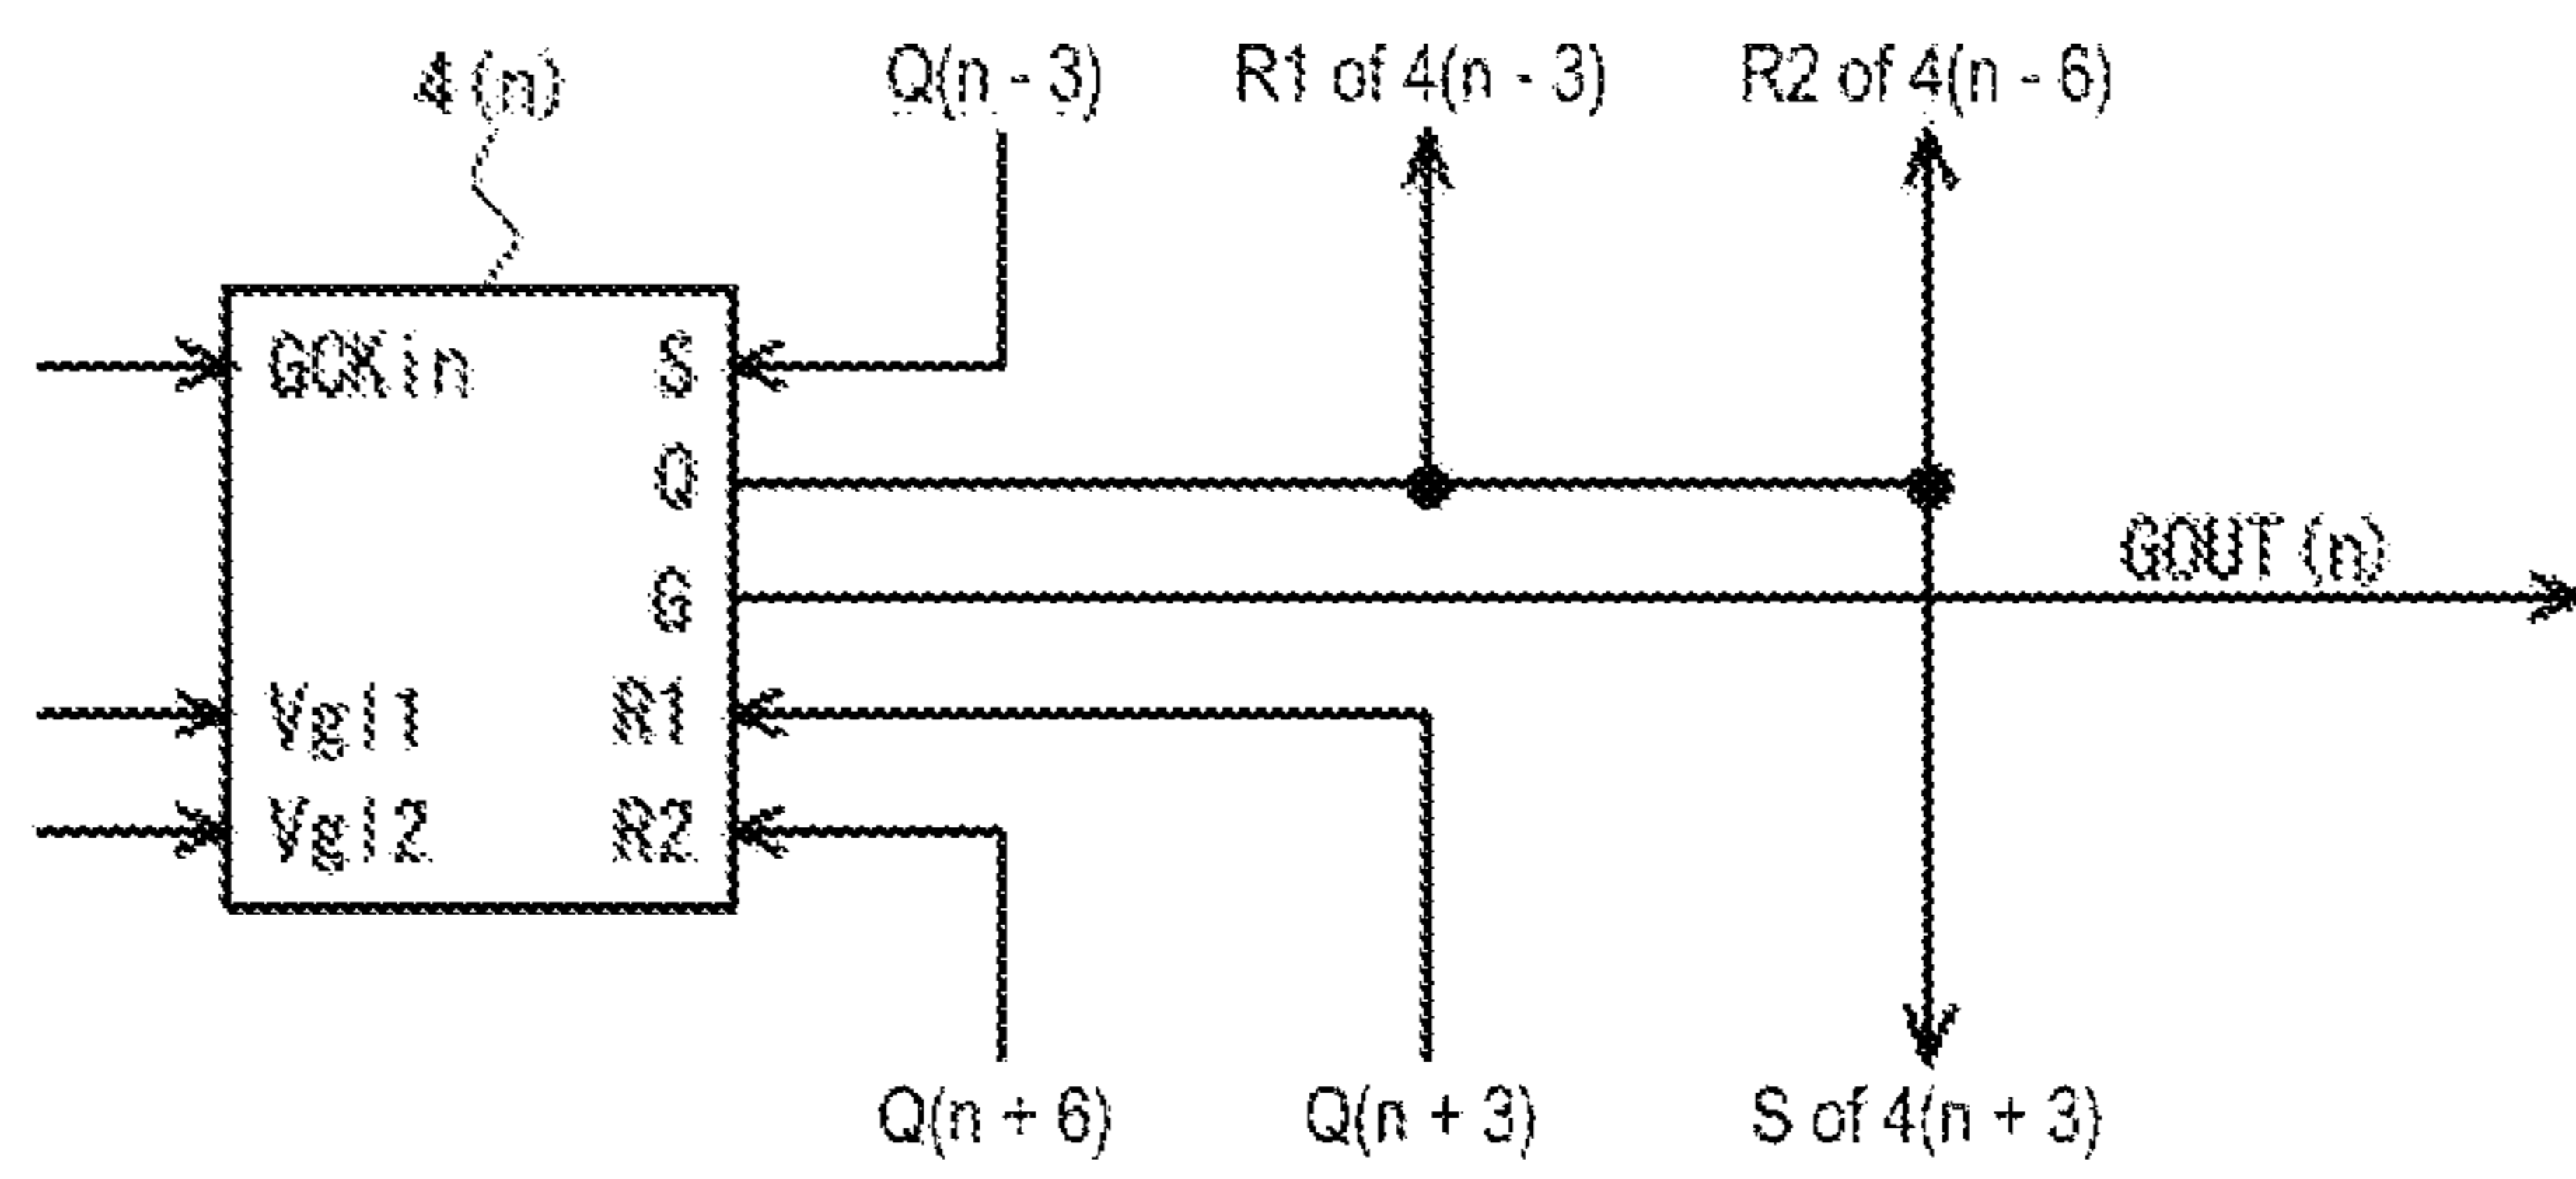 4(n)
Q(n - 3)
R1 of 4(n - 3)
R2 of 4(n - 6)
GCKin
S
Q
G
GOUT(n)
Vgl1
R1
Vgl2
R2
Q(n + 6)
Q(n + 3)
S of 4(n + 3)